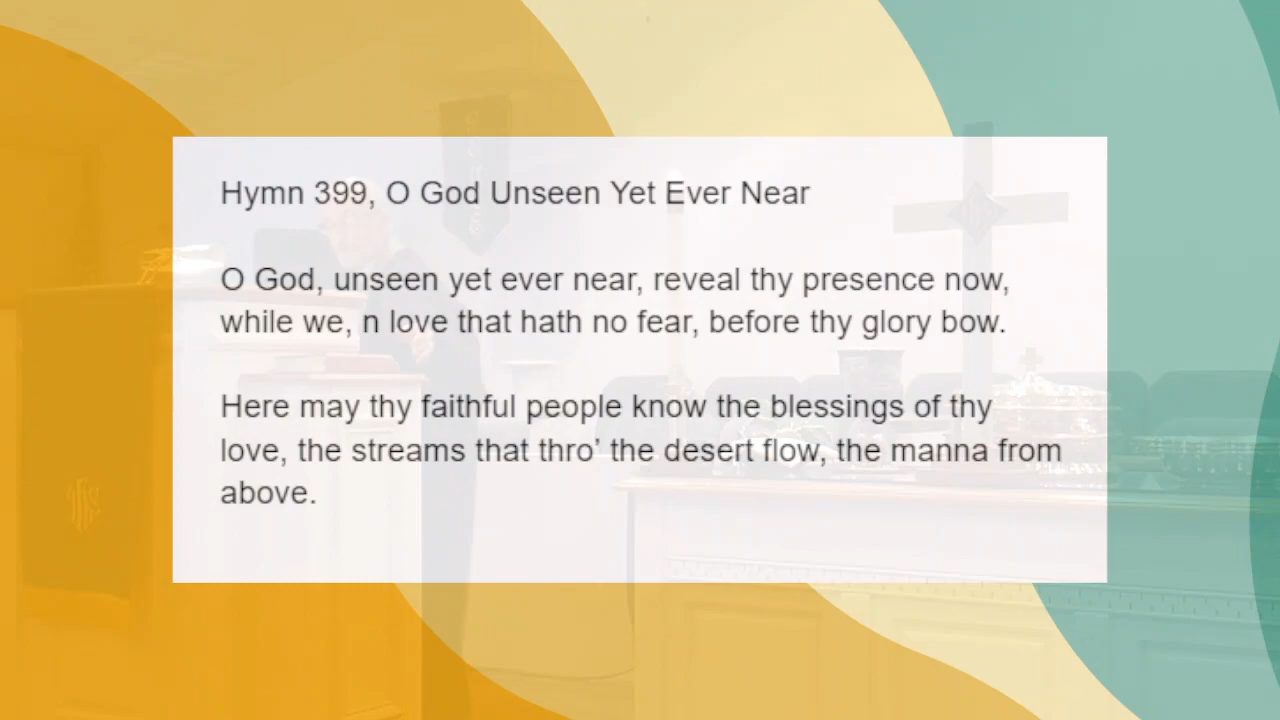 Hymn 399, O God Unseen Yet Ever Near
O God, unseen yet ever near, reveal thy presence now,
while we, n love that hath no fear, before thy glory bow.
Here may thy faithful people know the blessings of thy
love, the streams that thro’ the desert flow, the manna from
above.